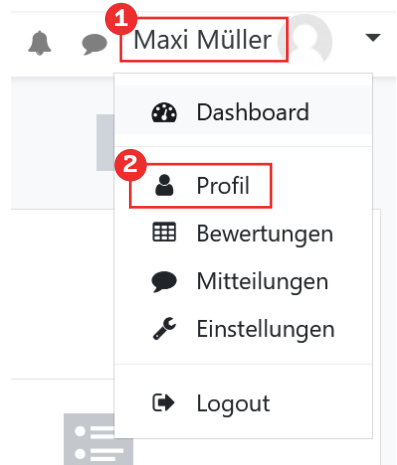 1
Maxi Müller
Dashboard
2
Profil
Bewertungen
Mitteilungen
Einstellungen
Logout